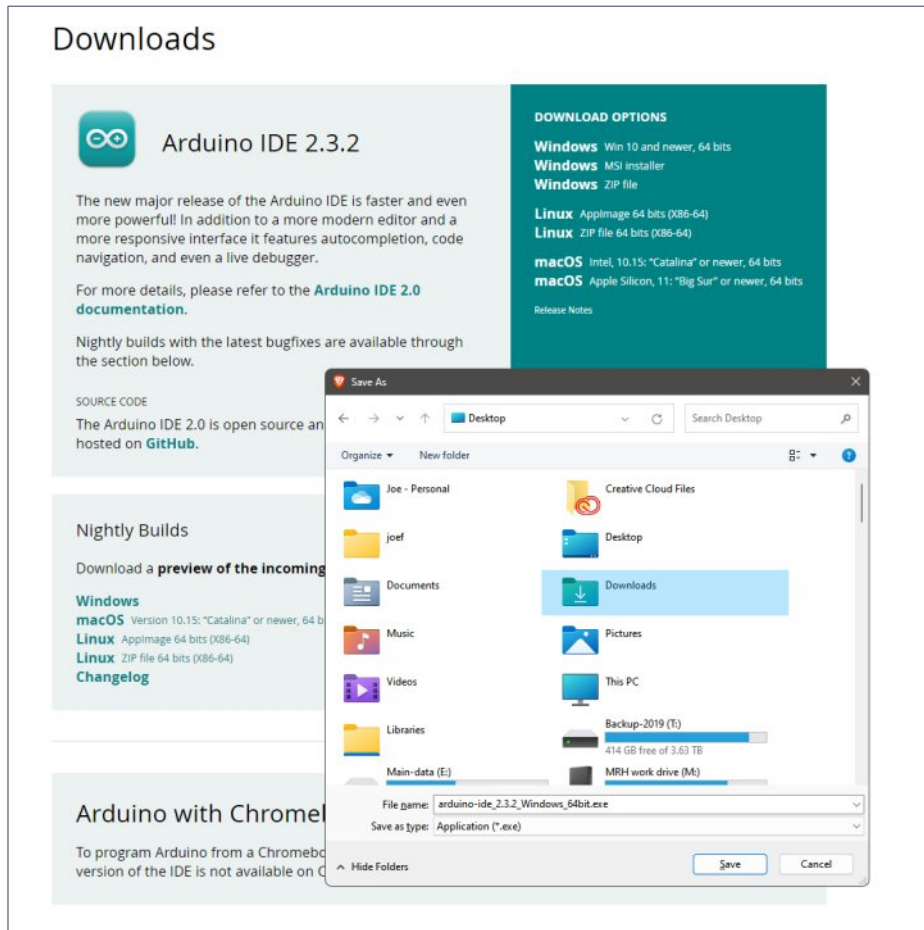 Downloads
Arduino IDE 2.3.2
The new major release of the Arduino IDE is faster and even
more powerful! In addition to a more modern editor and a
more responsive interface it features autocompletion, code
navigation, and even a live debugger.
For more details, please refer to the Arduino IDE 2.0
documentation.
Nightly builds with the latest bugfixes are available through
the section below.
SOURCE CODE
The Arduino IDE 2.0 is open source an
hosted on GitHub.
DOWNLOAD OPTIONS
Windows Win 10 and newer, 64 bits
Windows MSI installer
Windows ZIP file
Linux AppImage 64 bits (X86-64)
Linux ZIP file 64 bits (X86-64)
macOS Intel, 10.15: "Catalina" or newer, 64 bits
macOS Apple Silicon, 11: "Big Sur" or newer, 64 bits
Release Notes
Nightly Builds
Download a preview of the incoming
Windows
macOS Version 10.15: "Catalina" or newer, 64 b
Linux AppImage 64 bits (X86-64)
Linux ZIP file 64 bits (X86-64)
Changelog
Arduino with Chromel
To program Arduino from a Chromebo
version of the IDE is not available on C
Save As
Desktop
Search Desktop
Organize
New folder
Joe - Personal
Creative Cloud Files
joef
Desktop
Documents
Downloads
Music
Pictures
Videos
This PC
Libraries
Backup-2019 (T:)
414 GB free of 3.63 TB
Main-data (E:)
MRH work drive (M:)
File name: arduino-ide_2.3.2_Windows_64bit.exe
Save as type: Application (*.exe)
Hide Folders
Save
Cancel